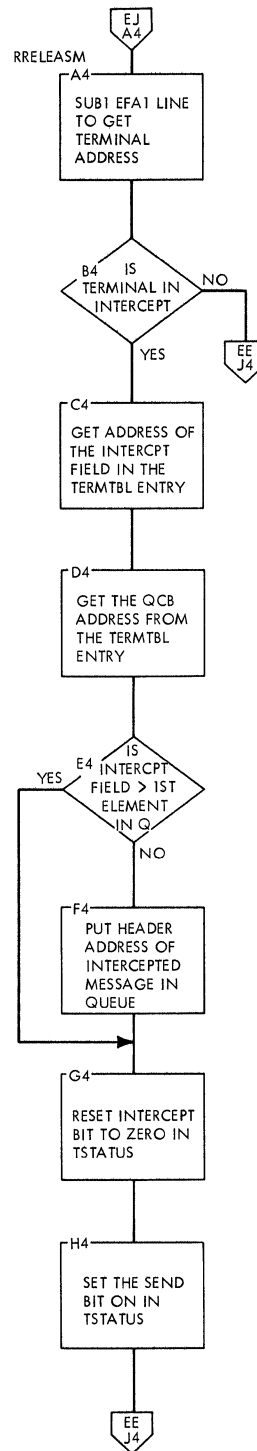 EJ
A4
RRELEASM
A4
SUB1 EFA1 LINE
TO GET
TERMINAL
ADDRESS
B4
IS
TERMINAL IN
INTERCEPT
NO
YES
EE
J4
C4
GET ADDRESS OF
THE INTERCPT
FIELD IN THE
TERMTBL ENTRY
D4
GET THE QCB
ADDRESS FROM
THE TERMTBL
ENTRY
E4
IS
INTERCPT
FIELD > 1ST
ELEMENT
IN Q
YES
NO
F4
PUT HEADER
ADDRESS OF
INTERCEPTED
MESSAGE IN
QUEUE
G4
RESET INTERCEPT
BIT TO ZERO IN
TSTATUS
H4
SET THE SEND
BIT ON IN
TSTATUS
EE
J4